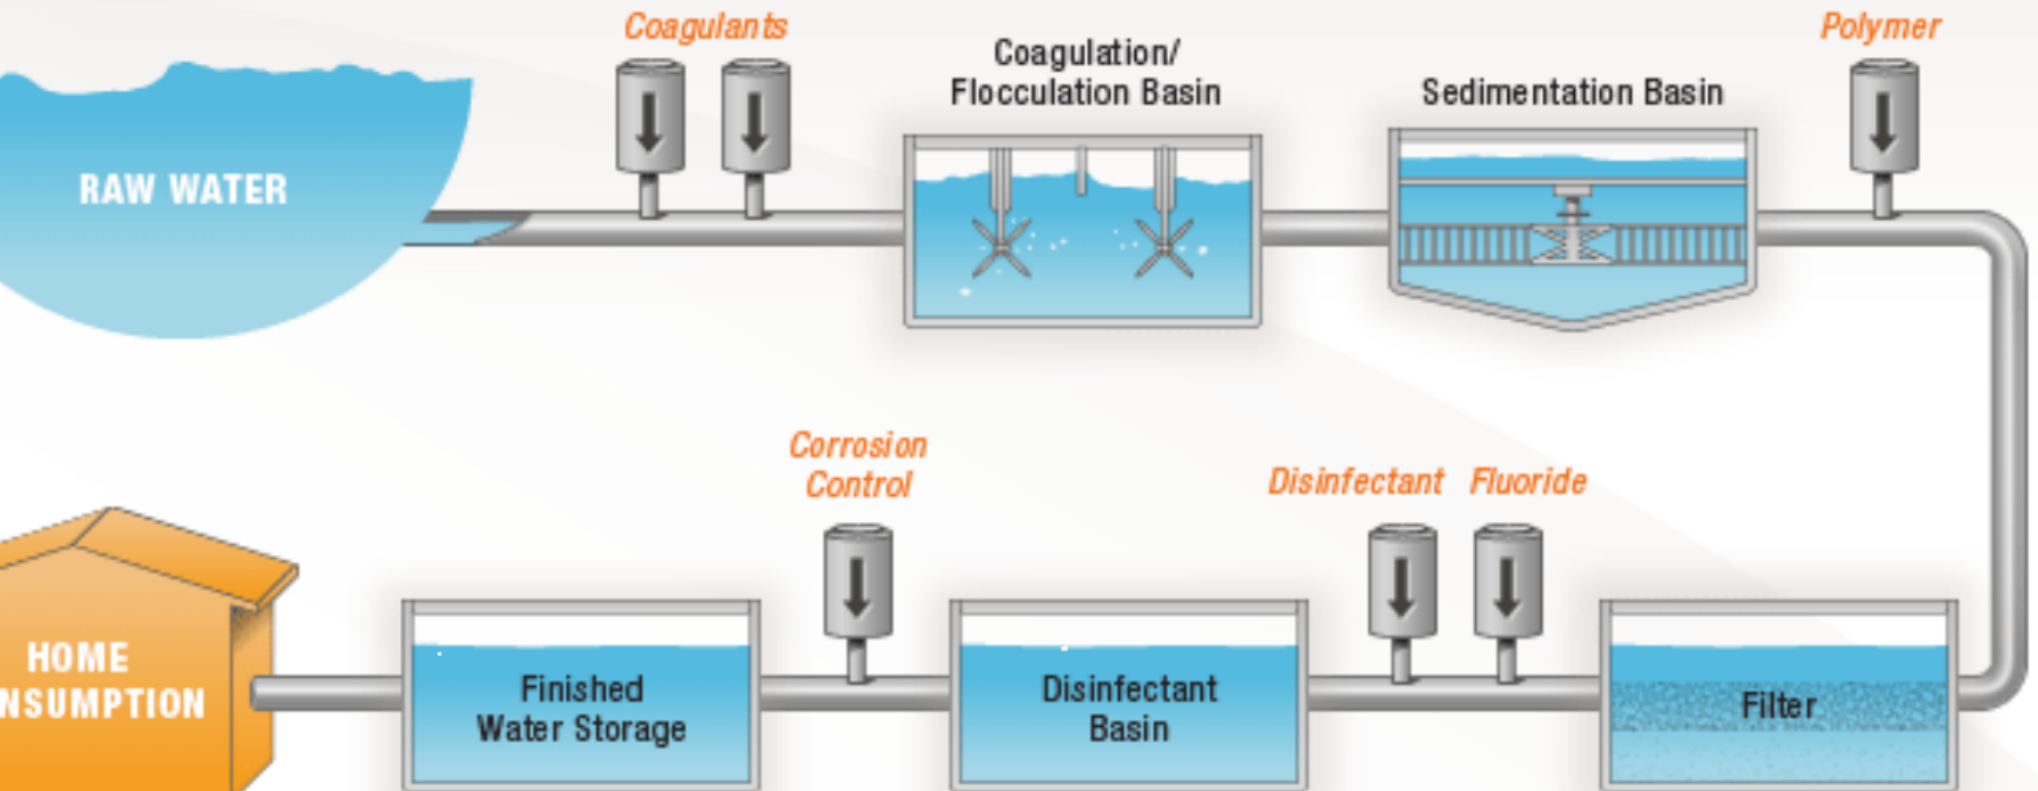 Coagulants
Polymer
Coagulation/
Flocculation Basin
Sedimentation Basin
RAW WATER
Corrosion
Control
Disinfectant
Fluoride
HOME
NSUMPTION
Finished
Water Storage
Disinfectant
Basin
Filter